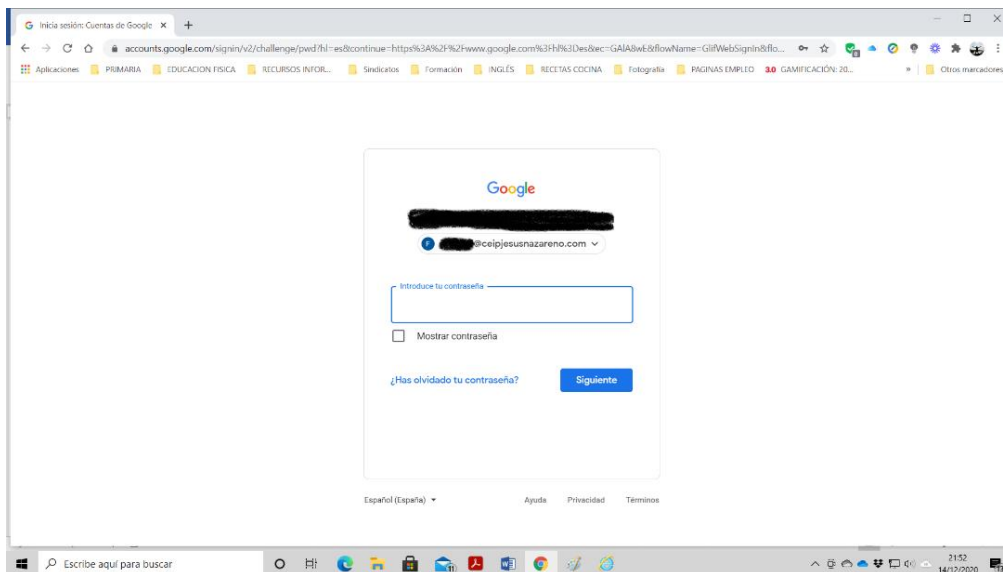 Inicia sesión: Cuentas de Google
accounts.google.com/signin/v2/challenge/pwd?hl=es&continue=https%3A%2F%2Fwww.google.com%3Fhl%3Des&ec=GAlA8wE&flowName=GlifWebSignIn&flo...
Aplicaciones PRIMARIA EDUCACION FISICA RECURSOS INFOR... Sindicatos Formación INGLÉS RECETAS COCINA Fotografía PAGINAS EMPLEO 3.0 GAMIFICACIÓN: 20... » Otros marcadores
Google
F @ceipjesusnazareno.com
Introduce tu contraseña
Mostrar contraseña
¿Has olvidado tu contraseña? Siguiente
Español (España) Ayuda Privacidad Términos
Escribe aquí para buscar
21:52
14/12/2020